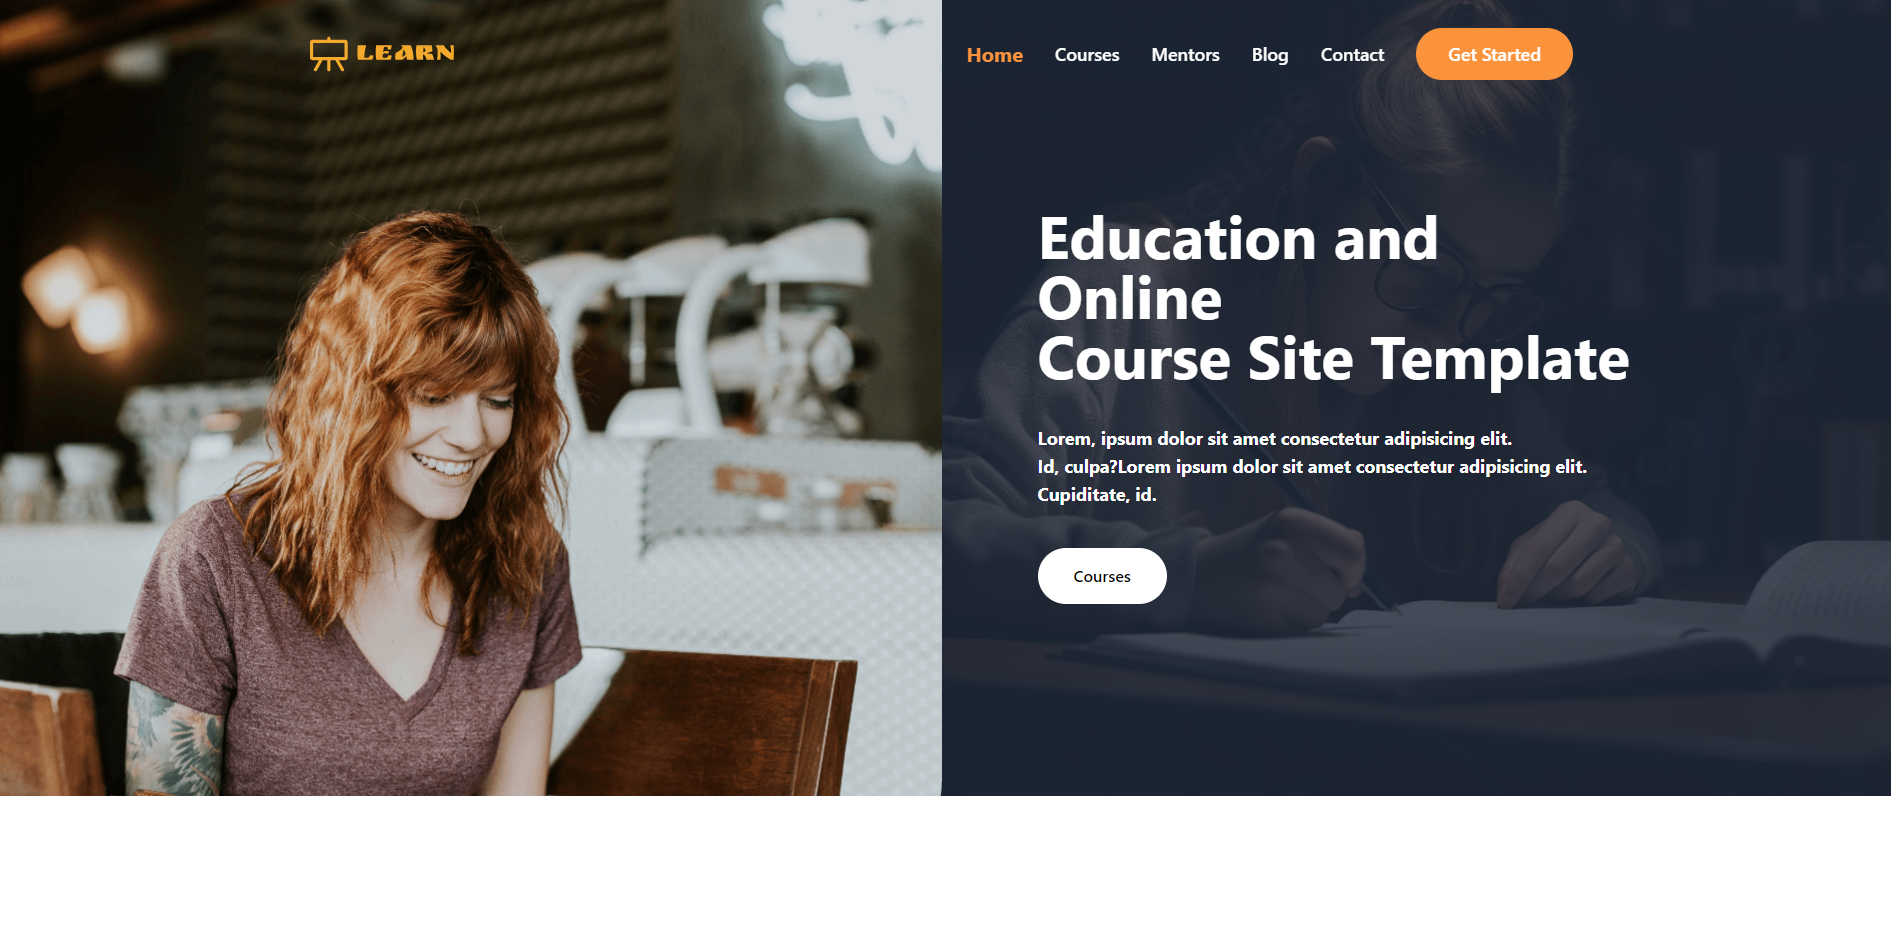 LEARN
Home Courses Mentors Blog Contact Get Started
Education and
Online
Course Site Template
Lorem, ipsum dolor sit amet consectetur adipisicing elit.
Id, culpa?Lorem ipsum dolor sit amet consectetur adipisicing elit.
Cupiditate, id.
Courses